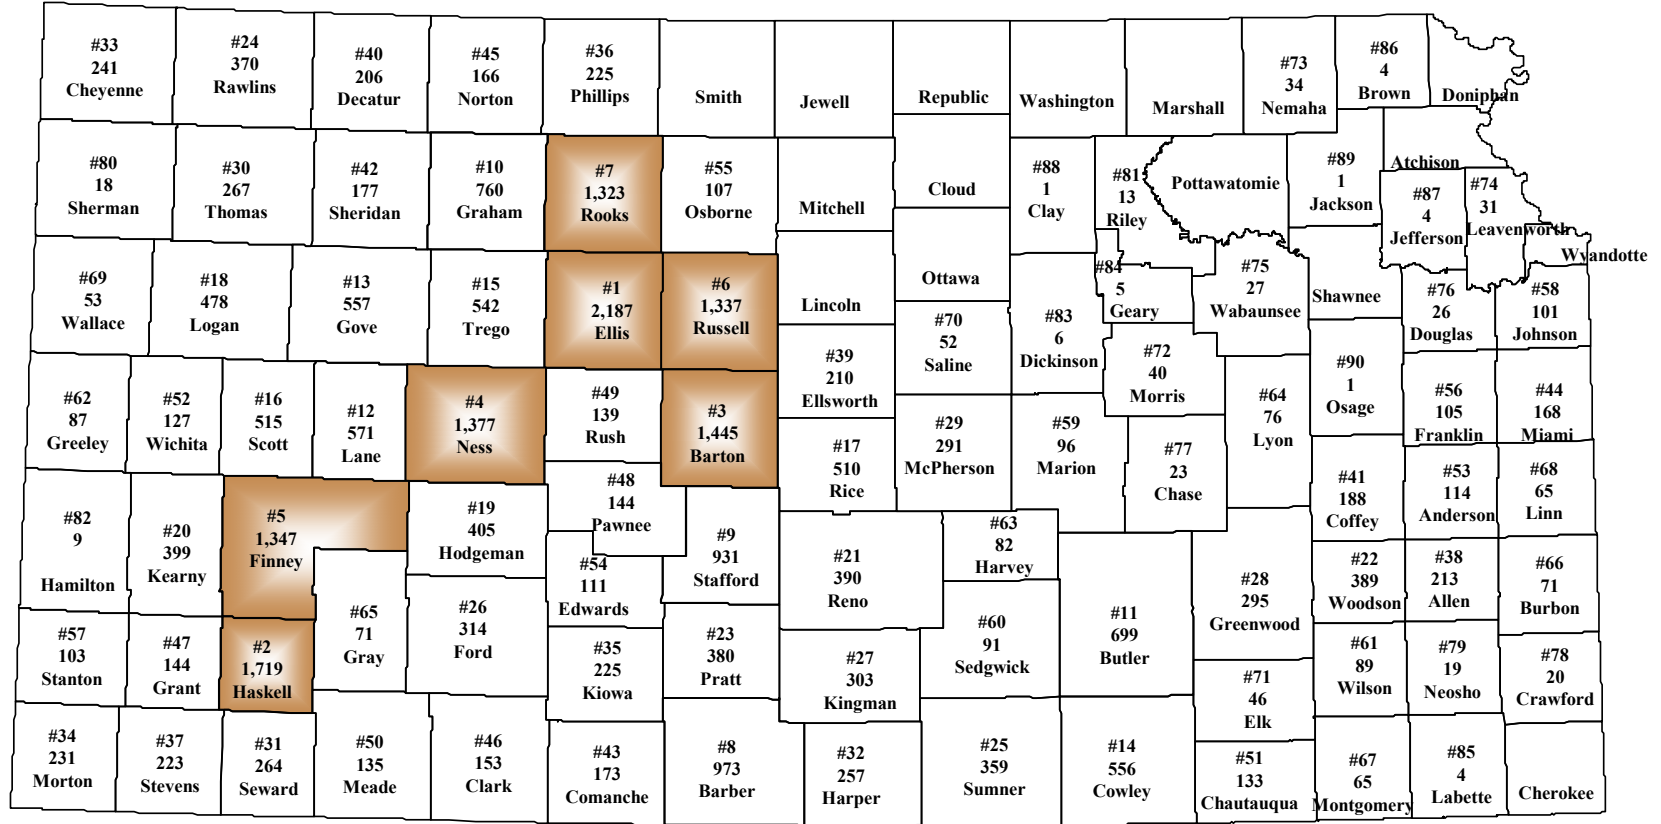 #33
241
Cheyenne
#24
370
Rawlins
#40
206
Decatur
#45
166
Norton
#36
225
Phillips
Smith
Jewell
Republic
Washington
Marshall
#73
34
Nemaha
#86
4
Brown
Doniphan
#80
18
Sherman
#30
267
Thomas
#42
177
Sheridan
#10
760
Graham
#7
1,323
Rooks
#55
107
Osborne
Mitchell
Cloud
#88
1
Clay
#81
13
Riley
Pottawatomie
#89
1
Jackson
Atchison
#87
4
Jefferson
#74
31
Leavenworth
Wyandotte
#69
53
Wallace
#18
478
Logan
#13
557
Gove
#15
542
Trego
#1
2,187
Ellis
#6
1,337
Russell
Lincoln
Ottawa
#70
52
Saline
#83
6
Dickinson
#84
5
Geary
#75
27
Wabaunsee
Shawnee
#76
26
Douglas
#58
101
Johnson
#62
87
Greeley
#52
127
Wichita
#16
515
Scott
#12
571
Lane
#4
1,377
Ness
#49
139
Rush
#3
1,445
Barton
#39
210
Ellsworth
#17
510
Rice
#29
291
McPherson
#59
96
Marion
#72
40
Morris
#77
23
Chase
#64
76
Lyon
#90
1
Osage
#56
105
Franklin
#44
168
Miami
#82
9
Hamilton
#20
399
Kearny
#5
1,347
Finney
#19
405
Hodgeman
#48
144
Pawnee
#54
111
Edwards
#9
931
Stafford
#21
390
Reno
#63
82
Harvey
#41
188
Coffey
#53
114
Anderson
#68
65
Linn
#57
103
Stanton
#47
144
Grant
#2
1,719
Haskell
#65
71
Gray
#26
314
Ford
#35
225
Kiowa
#23
380
Pratt
#27
303
Kingman
#60
91
Sedgwick
#11
699
Butler
#28
295
Greenwood
#22
389
Woodson
#38
213
Allen
#66
71
Burbon
#71
46
Elk
#61
89
Wilson
#79
19
Neosho
#78
20
Crawford
#34
231
Morton
#37
223
Stevens
#31
264
Seward
#50
135
Meade
#46
153
Clark
#43
173
Comanche
#8
973
Barber
#32
257
Harper
#25
359
Sumner
#14
556
Cowley
#51
133
Chautauqua
#67
65
Montgomery
#85
4
Labette
Cherokee